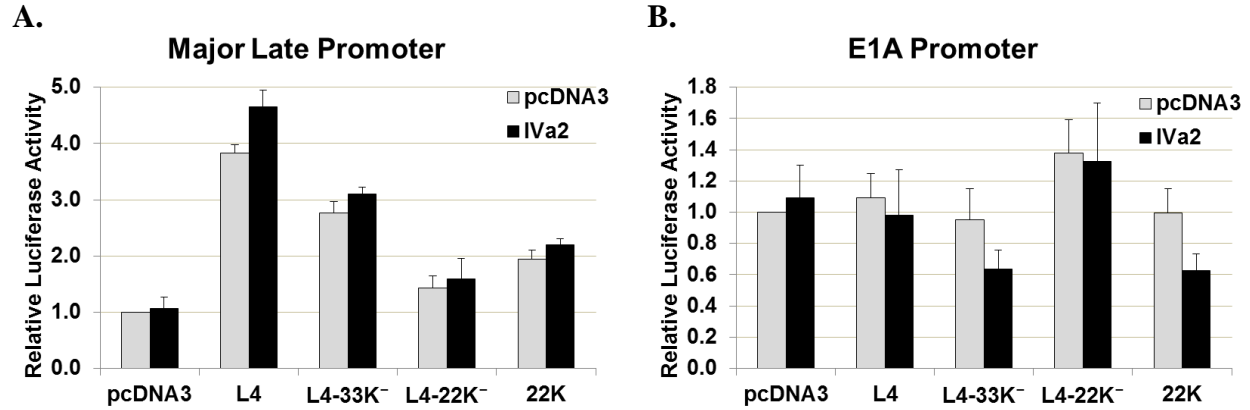 A.
Major Late Promoter
Relative Luciferase Activity
5.0
4.0
3.0
2.0
1.0
0.0
pcDNA3
IVa2
pcDNA3 L4 L4-33K⁻ L4-22K⁻ 22K
B.
E1A Promoter
Relative Luciferase Activity
1.8
1.6
1.4
1.2
1.0
0.8
0.6
0.4
0.2
0.0
pcDNA3
IVa2
pcDNA3 L4 L4-33K⁻ L4-22K⁻ 22K